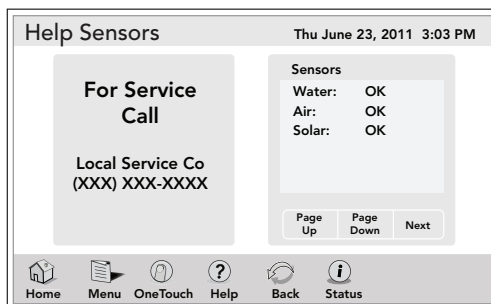 Help Sensors
Thu June 23, 2011 3:03 PM
For Service
Call
Local Service Co
(XXX) XXX-XXXX
Sensors
Water: OK
Air: OK
Solar: OK
Page Up
Page Down
Next
Home
Menu
OneTouch
Help
Back
Status